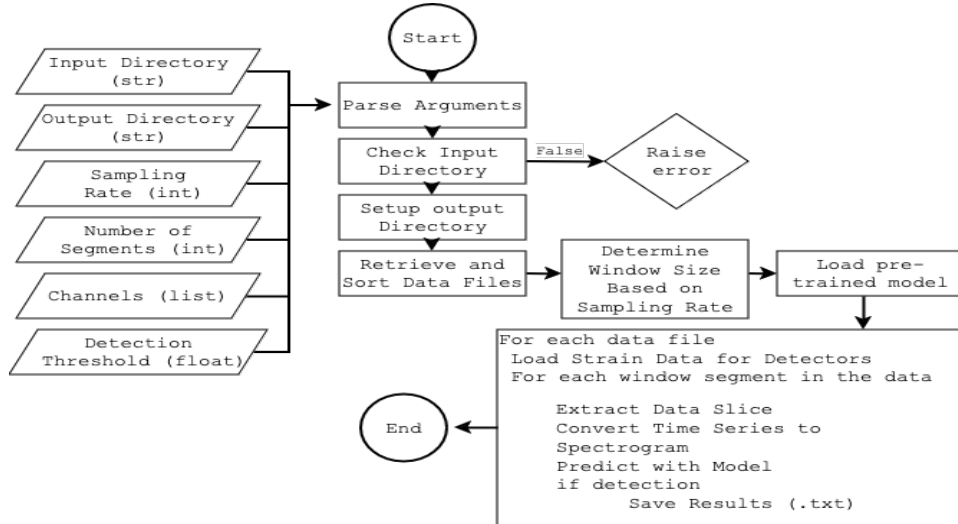 Start
Input Directory
(str)
Output Directory
(str)
Sampling
Rate (int)
Number of
Segments (int)
Channels (list)
Detection
Threshold (float)
Parse Arguments
Check Input
Directory
False
Raise
error
Setup output
Directory
Retrieve and
Sort Data Files
Determine
Window Size
Based on
Sampling Rate
Load pre-
trained model
For each data file
Load Strain Data for Detectors
For each window segment in the data
Extract Data Slice
Convert Time Series to
Spectrogram
Predict with Model
if detection
Save Results (.txt)
End